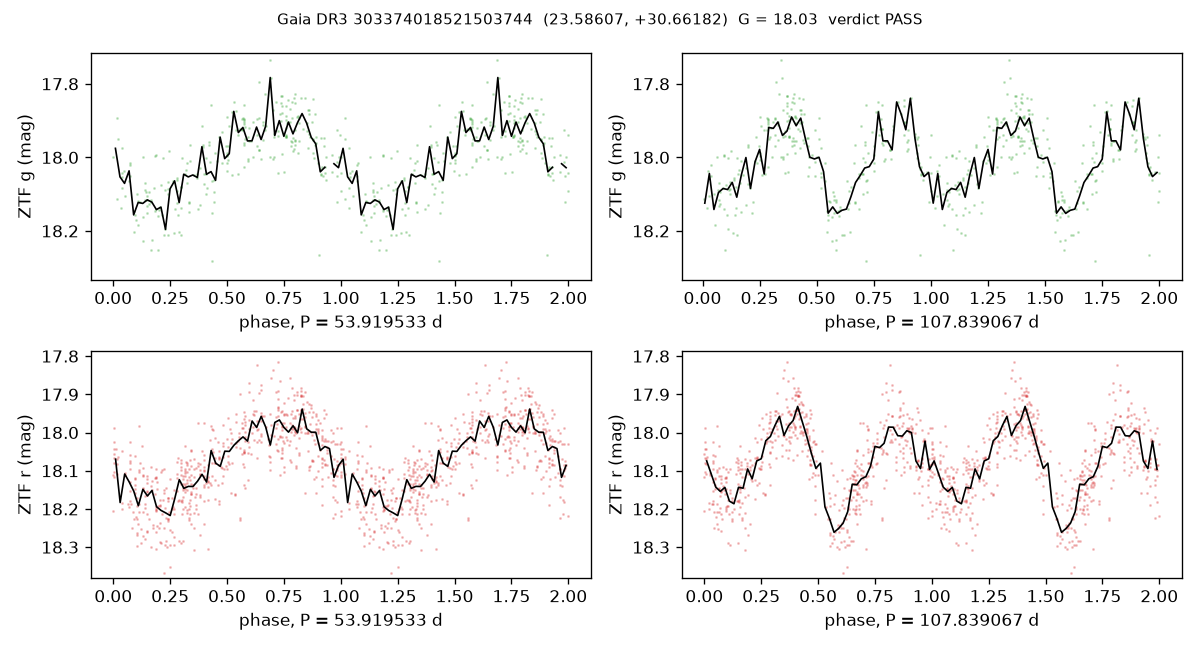 Gaia DR3 303374018521503744 (23.58607, +30.66182) G = 18.03 verdict PASS
ZTF g (mag)
17.8
18.0
18.2
0.00 0.25 0.50 0.75 1.00 1.25 1.50 1.75 2.00
phase, P = 53.919533 d
ZTF g (mag)
17.8
18.0
18.2
0.00 0.25 0.50 0.75 1.00 1.25 1.50 1.75 2.00
phase, P = 107.839067 d
ZTF r (mag)
17.8
17.9
18.0
18.1
18.2
18.3
0.00 0.25 0.50 0.75 1.00 1.25 1.50 1.75 2.00
phase, P = 53.919533 d
ZTF r (mag)
17.8
17.9
18.0
18.1
18.2
18.3
0.00 0.25 0.50 0.75 1.00 1.25 1.50 1.75 2.00
phase, P = 107.839067 d